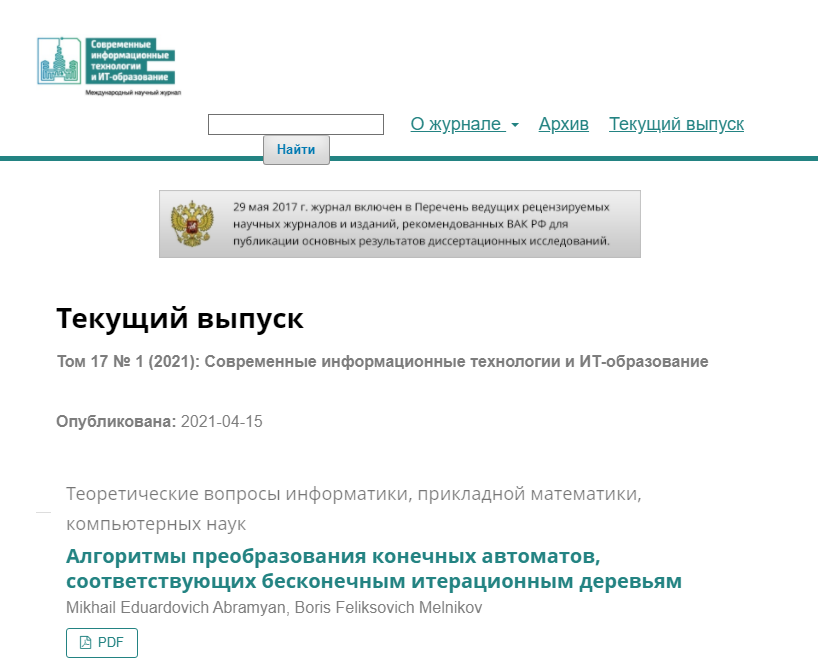 Современные
информационные
технологии
и ИТ-образование
Международный научный журнал
О журнале
Архив
Текущий выпуск
Найти
29 мая 2017 г. журнал включен в Перечень ведущих рецензируемых
научных журналов и изданий, рекомендованных ВАК РФ для
публикации основных результатов диссертационных исследований.
Текущий выпуск
Том 17 № 1 (2021): Современные информационные технологии и ИТ-образование
Опубликована: 2021-04-15
Теоретические вопросы информатики, прикладной математики,
компьютерных наук
Алгоритмы преобразования конечных автоматов,
соответствующих бесконечным итерационным деревьям
Mikhail Eduardovich Abramyan, Boris Feliksovich Melnikov
PDF